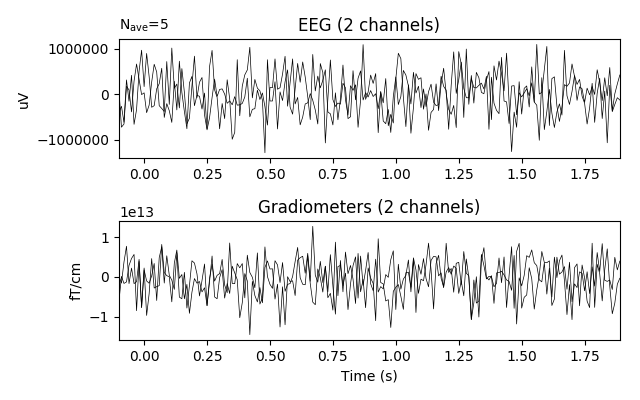 N_ave=5 EEG (2 channels)
1000000
0
−1000000
uV
0.00 0.25 0.50 0.75 1.00 1.25 1.50 1.75
1e13 Gradiometers (2 channels)
1
0
−1
fT/cm
0.00 0.25 0.50 0.75 1.00 1.25 1.50 1.75
Time (s)